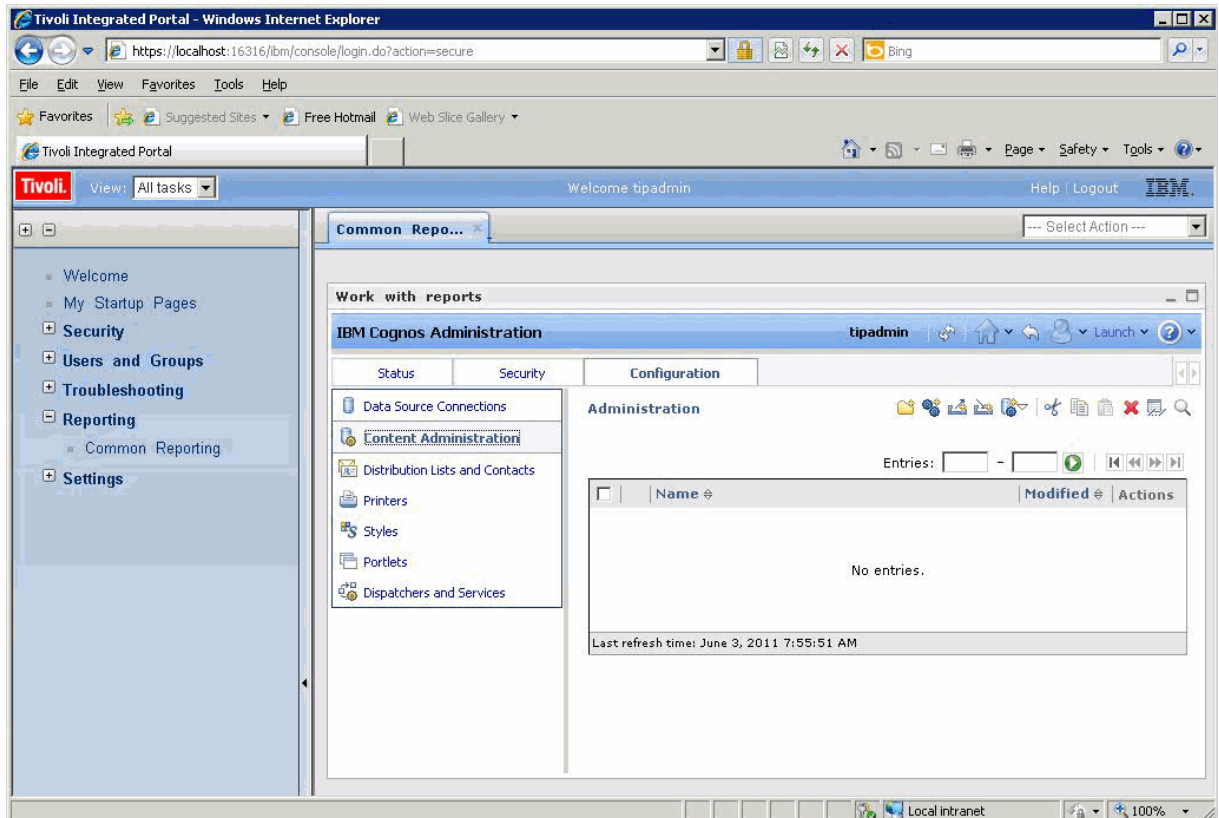 Tivoli Integrated Portal - Windows Internet Explorer
https://localhost:16316/ibm/console/login.do?action=secure
Bing
File Edit View Favorites Tools Help
Favorites Suggested Sites Free Hotmail Web Slice Gallery
Tivoli Integrated Portal
Page Safety Tools
Tivoli. View: All tasks Welcome tipadmin Help Logout IBM.
Common Repo... --- Select Action ---
Welcome
My Startup Pages
Security
Users and Groups
Troubleshooting
Reporting
Common Reporting
Settings
Work with reports
IBM Cognos Administration tipadmin Launch
Status Security Configuration
Data Source Connections
Content Administration
Distribution Lists and Contacts
Printers
Styles
Portlets
Dispatchers and Services
Administration
Entries: -
Name Modified Actions
No entries.
Last refresh time: June 3, 2011 7:55:51 AM
Local intranet 100%